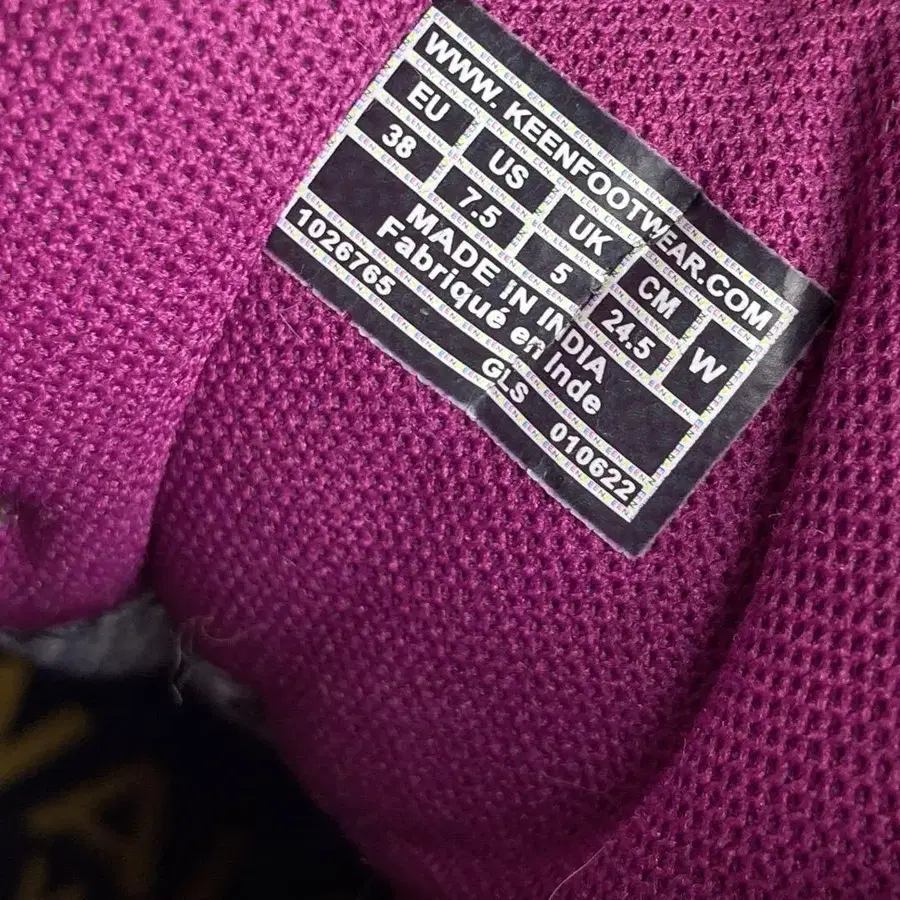 WWW. KEENFOOTWEAR.COM
EU US UK CM W
38 7.5 5 24.5
MADE IN INDIA
Fabriqué en Inde
1026765 GLS 010622